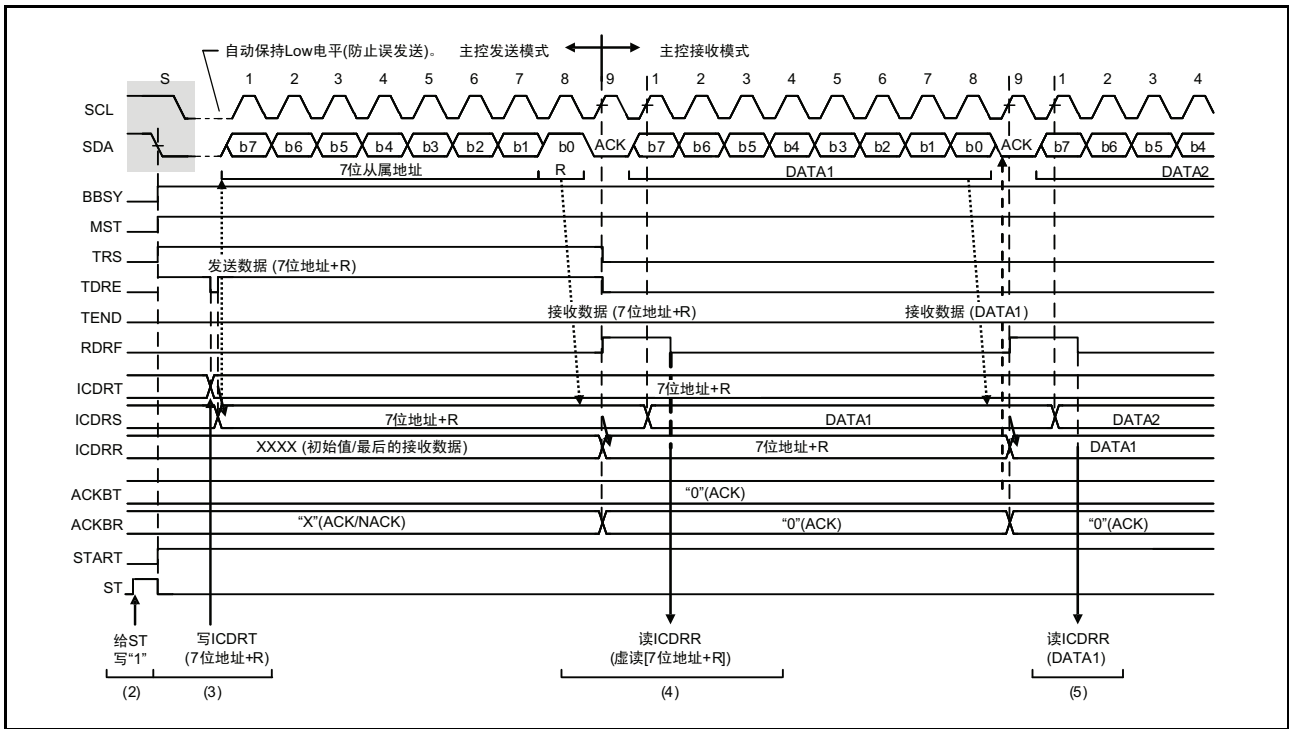 自动保持Low电平(防止误发送)。 主控发送模式 主控接收模式
S 1 2 3 4 5 6 7 8 9 1 2 3 4 5 6 7 8 9 1 2 3 4
SCL
SDA b7 b6 b5 b4 b3 b2 b1 b0 ACK b7 b6 b5 b4 b3 b2 b1 b0 ACK b7 b6 b5 b4
7位从属地址 R DATA1 DATA2
BBSY
MST
TRS
发送数据 (7位地址+R)
TDRE
接收数据 (7位地址+R) 接收数据 (DATA1)
TEND
RDRF
ICDRT 7位地址+R
ICDRS 7位地址+R DATA1 DATA2
ICDRR XXXX (初始值/最后的接收数据) 7位地址+R DATA1
ACKBT “0”(ACK)
ACKBR “X”(ACK/NACK) “0”(ACK) “0”(ACK)
START
ST
给ST 写ICDRT 读ICDRR 读ICDRR
写“1” (7位地址+R) (虚读[7位地址+R]) (DATA1)
(2) (3) (4) (5)